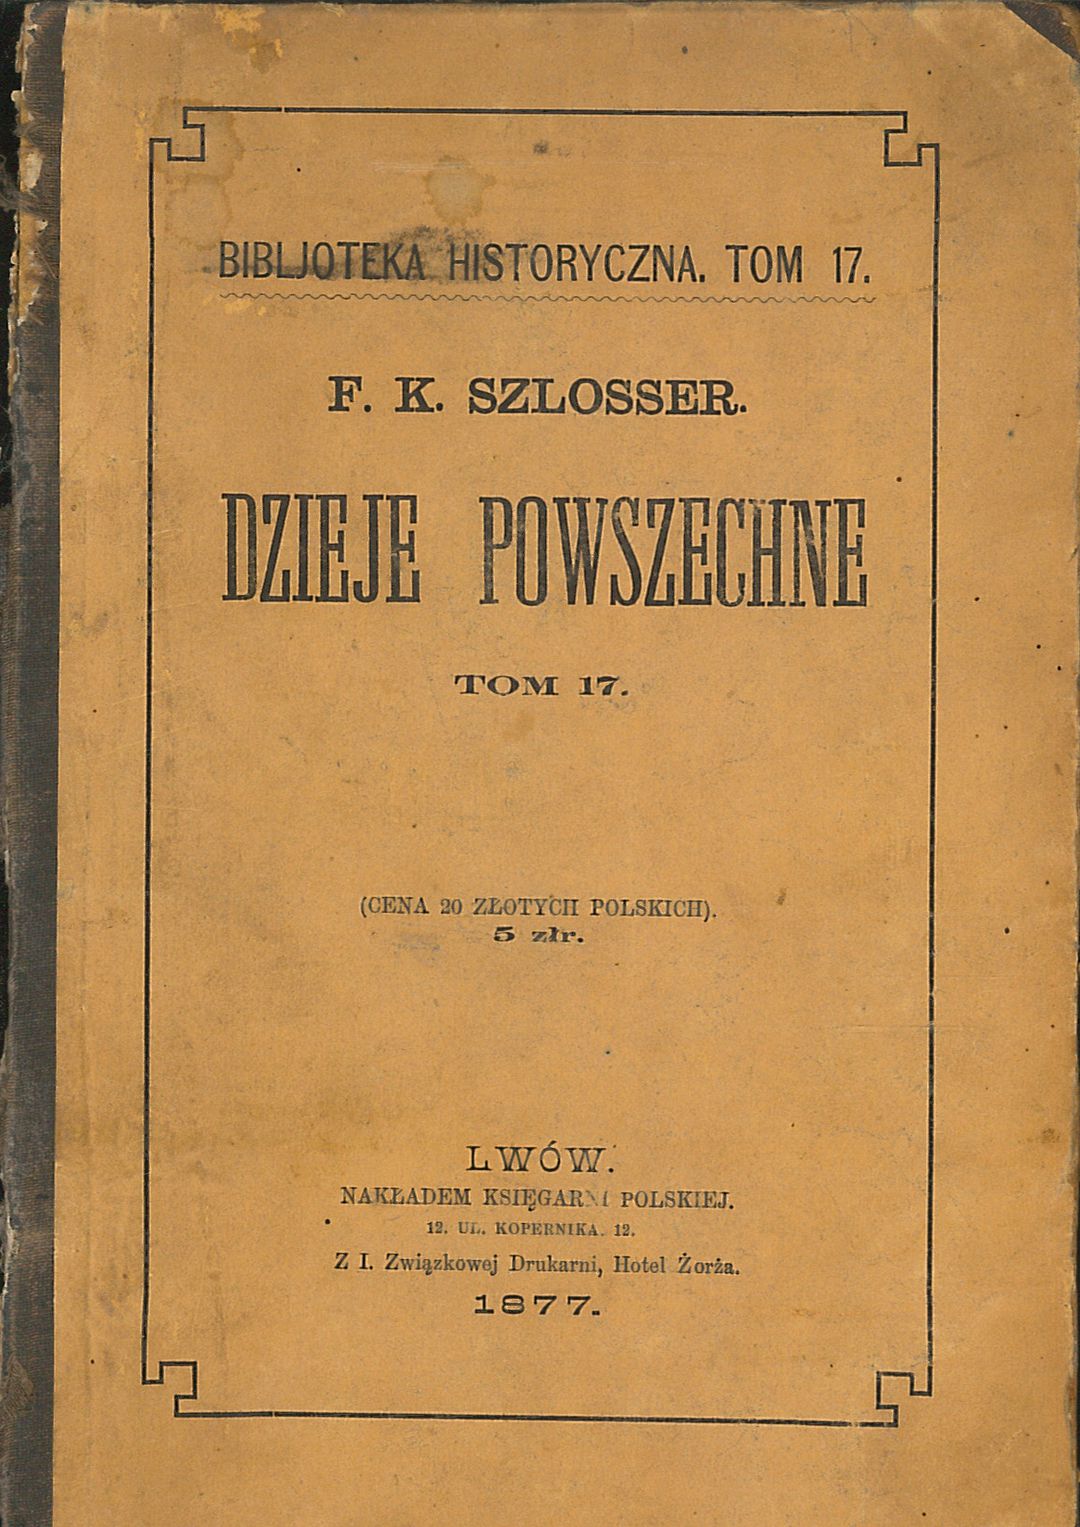 BIBLJOTEKA HISTORYCZNA. TOM 17.
F. K. SZLOSSER.
DZIEJE POWSZECHNE
TOM 17.
(CENA 20 ZŁOTYCH POLSKICH).
5 złr.
LWÓW.
NAKŁADEM KSIĘGARNI POLSKIEJ.
12. UL. KOPERNIKA. 12.
Z I. Związkowej Drukarni, Hotel Żorża.
1877.